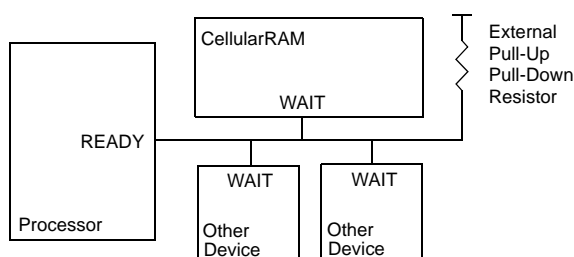 CellularRAM
WAIT
External
Pull-Up
Pull-Down
Resistor
READY
Processor
WAIT
Other
Device
WAIT
Other
Device